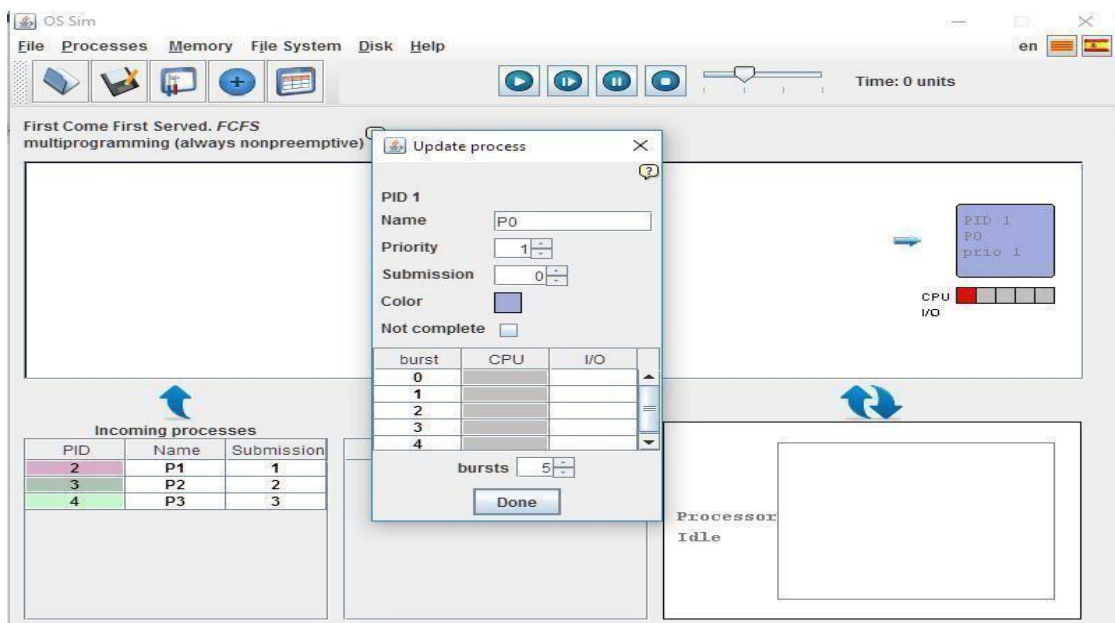 OS Sim
File Processes Memory File System Disk Help
en
Time: 0 units
First Come First Served. FCFS
multiprogramming (always nonpreemptive)
Update process
?
PID 1
Name P0
Priority 1
Submission 0
Color
Not complete
burst CPU I/O
0
1
2
3
4
bursts 5
Done
PID 1
P0
prio 1
CPU
I/O
Incoming processes
PID Name Submission
2 P1 1
3 P2 2
4 P3 3
Processor
Idle